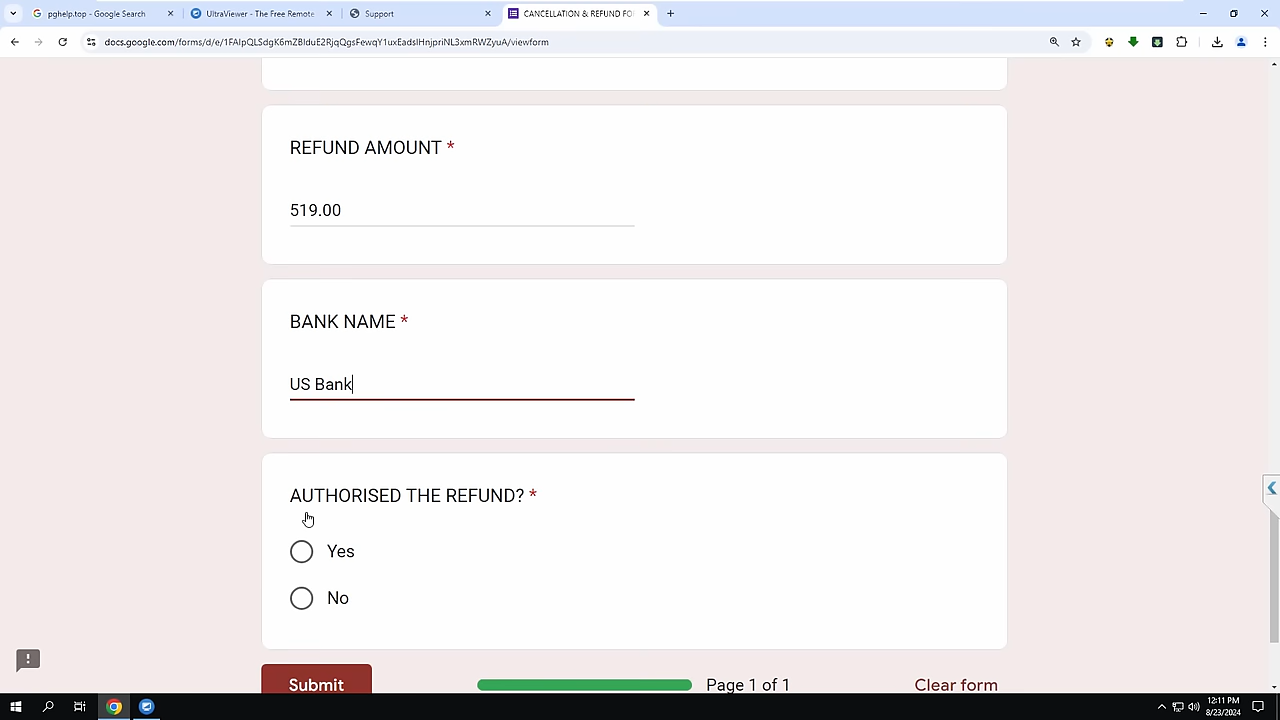 pghelp.top - Google Search
UltraViewer - The Free Remote
Support
CANCELLATION & REFUND FO
REFUND AMOUNT *
519.00
BANK NAME *
US Bank
AUTHORISED THE REFUND? *
Yes
No
Submit
Page 1 of 1
Clear form
12:11 PM
8/23/2024